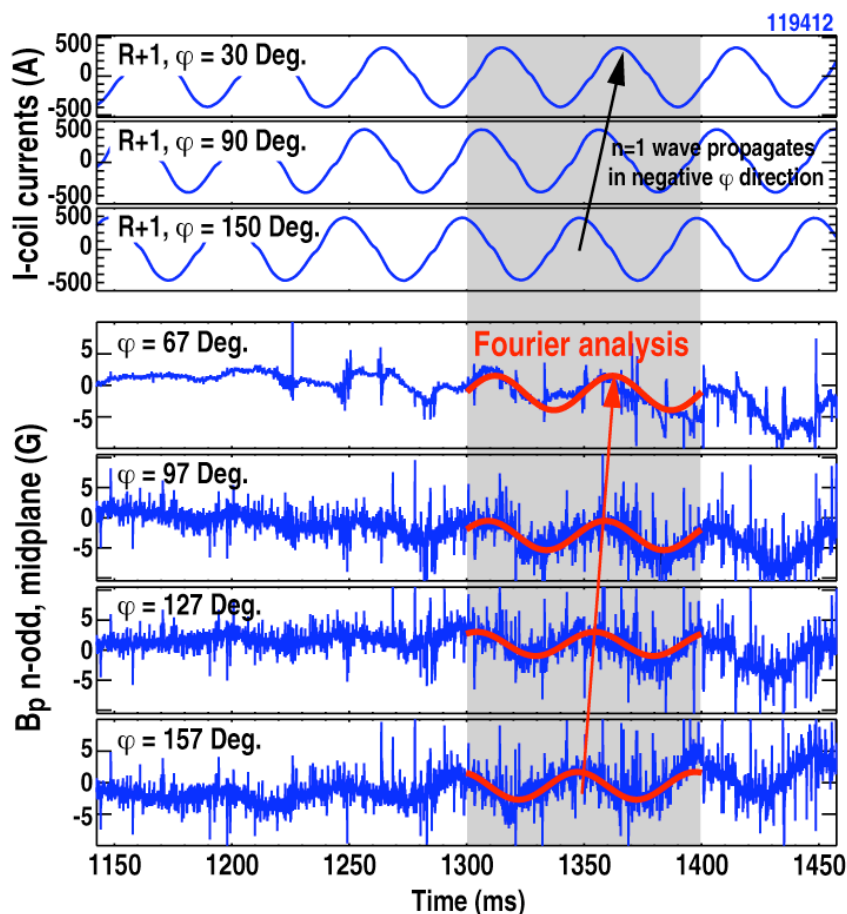 119412
I-coil currents (A)
500
0
-500
R+1, φ = 30 Deg.
500
0
-500
R+1, φ = 90 Deg.
n=1 wave propagates
in negative φ direction
500
0
-500
R+1, φ = 150 Deg.
Bp n-odd, midplane (G)
5
0
-5
φ = 67 Deg.
Fourier analysis
5
0
-5
φ = 97 Deg.
5
0
-5
φ = 127 Deg.
5
0
-5
φ = 157 Deg.
1150 1200 1250 1300 1350 1400 1450
Time (ms)